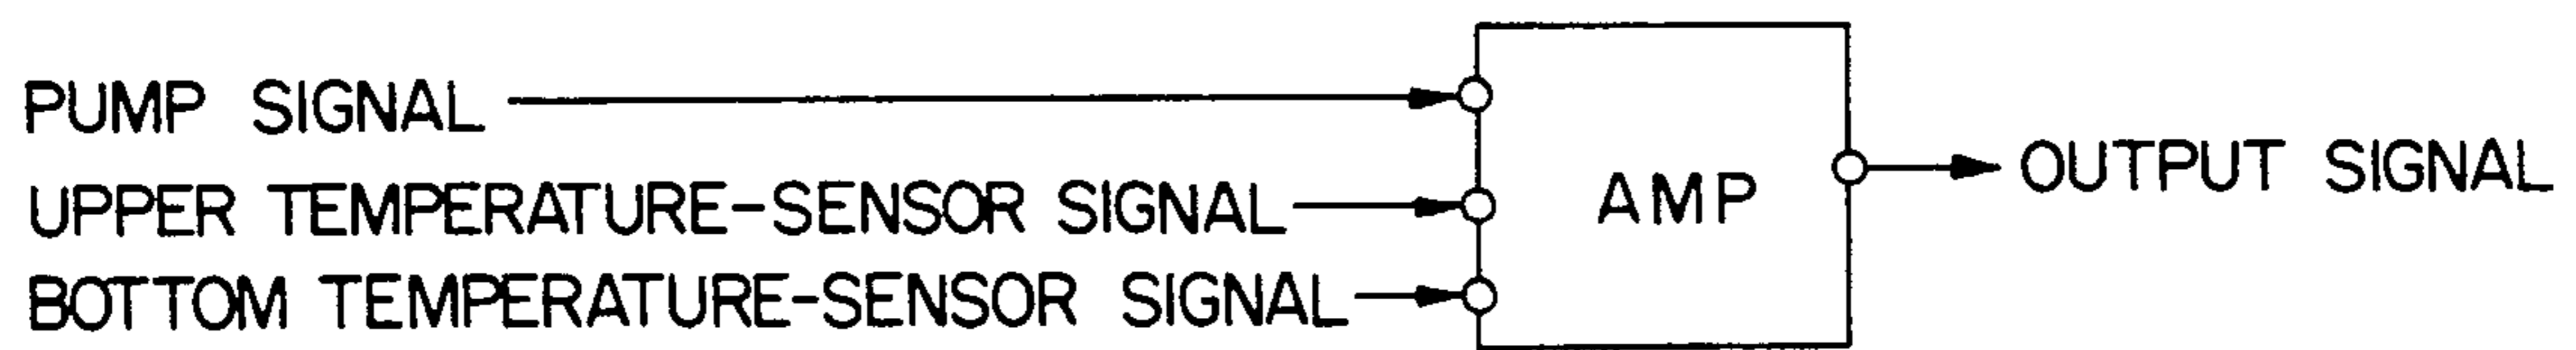 PUMP SIGNAL
UPPER TEMPERATURE-SENSOR SIGNAL
BOTTOM TEMPERATURE-SENSOR SIGNAL
AMP
OUTPUT SIGNAL